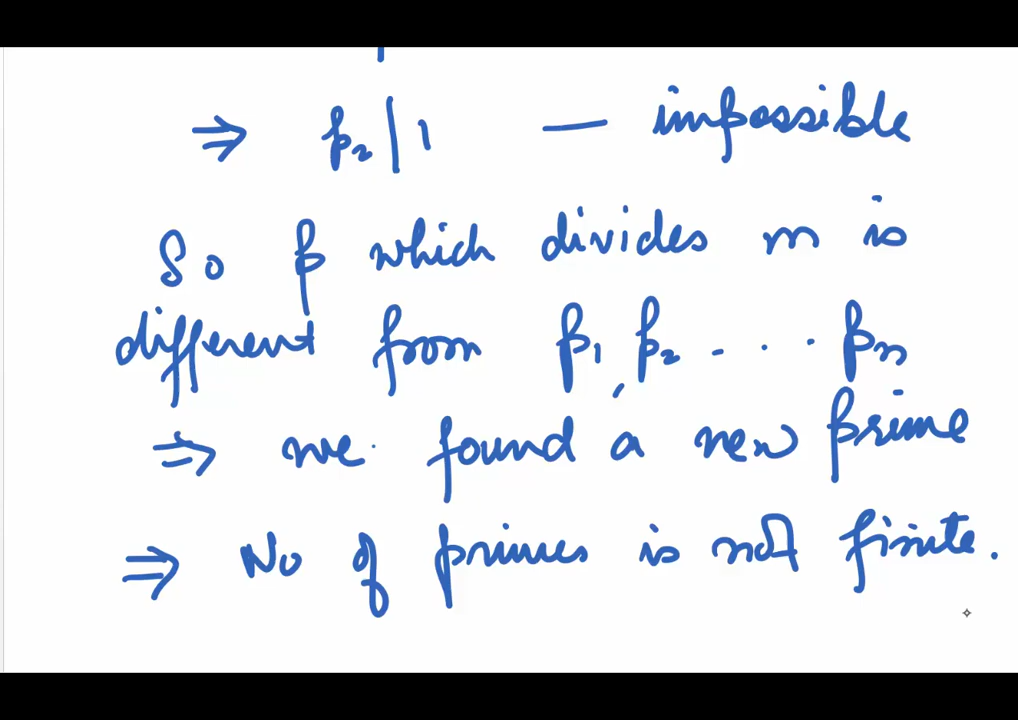 ⇒ p₂ | 1 — impossible
So p which divides m is
different from p₁, p₂ . . . pₙ
⇒ we found a new prime
⇒ No of primes is not finite.